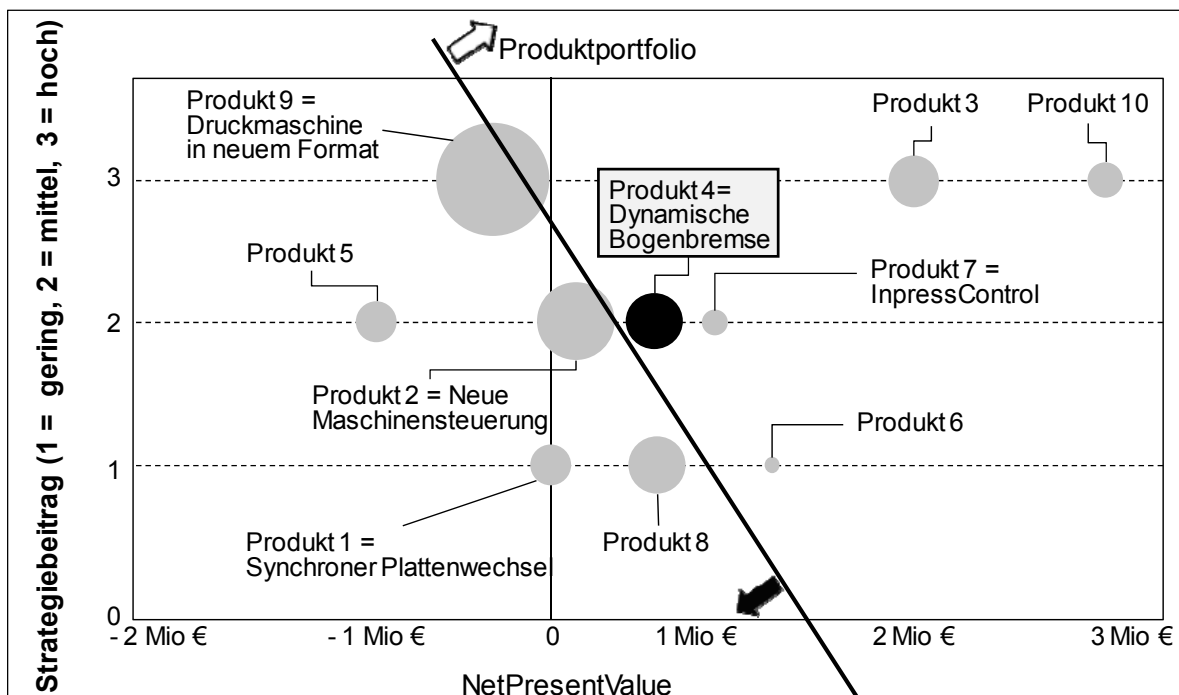 Strategiebeitrag (1 = gering, 2 = mittel, 3 = hoch)
Produktportfolio
Produkt 9 =
Druckmaschine
in neuem Format
Produkt 3
Produkt 10
3
Produkt 4=
Dynamische
Bogenbremse
Produkt 5
Produkt 7 =
InpressControl
2
Produkt 2 = Neue
Maschinensteuerung
Produkt 6
1
Produkt 1 =
Synchroner Plattenwechsel
Produkt 8
0
- 2 Mio €
- 1 Mio €
0
1 Mio €
2 Mio €
3 Mio €
NetPresentValue